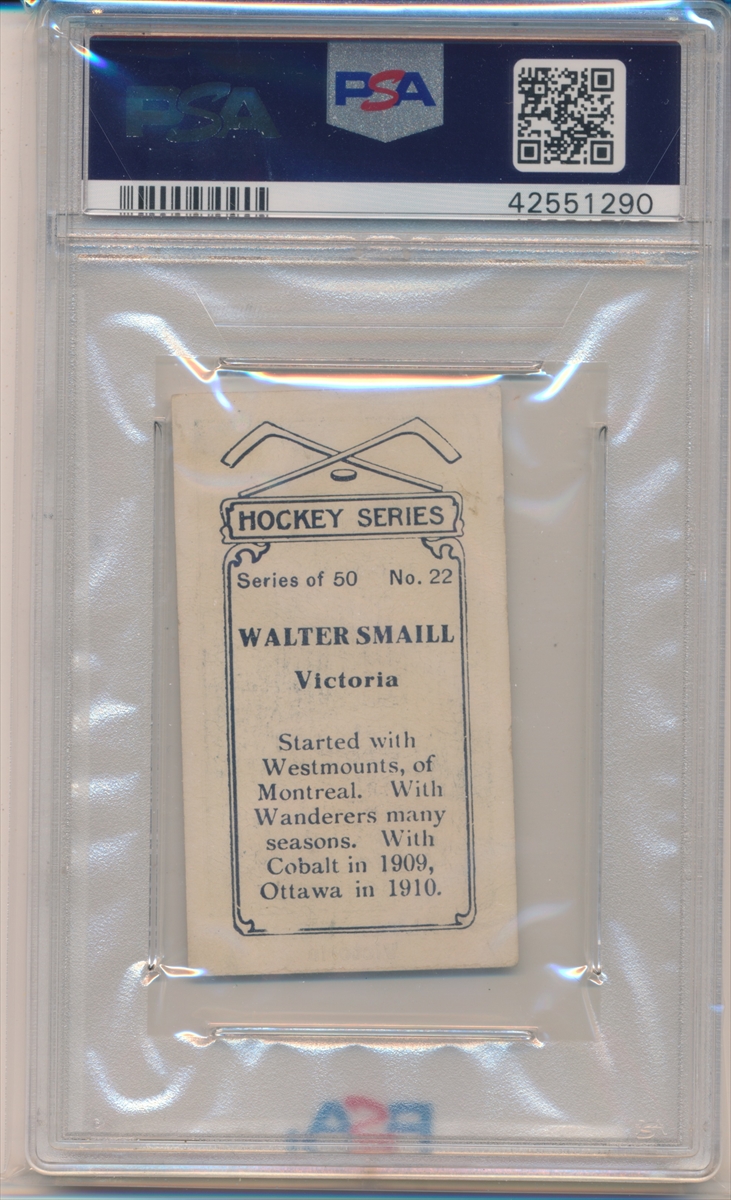 PSA
PSA
42551290
HOCKEY SERIES
Series of 50 No. 22
WALTER SMAILL
Victoria
Started with
Westmounts, of
Montreal. With
Wanderers many
seasons. With
Cobalt in 1909,
Ottawa in 1910.
PSA